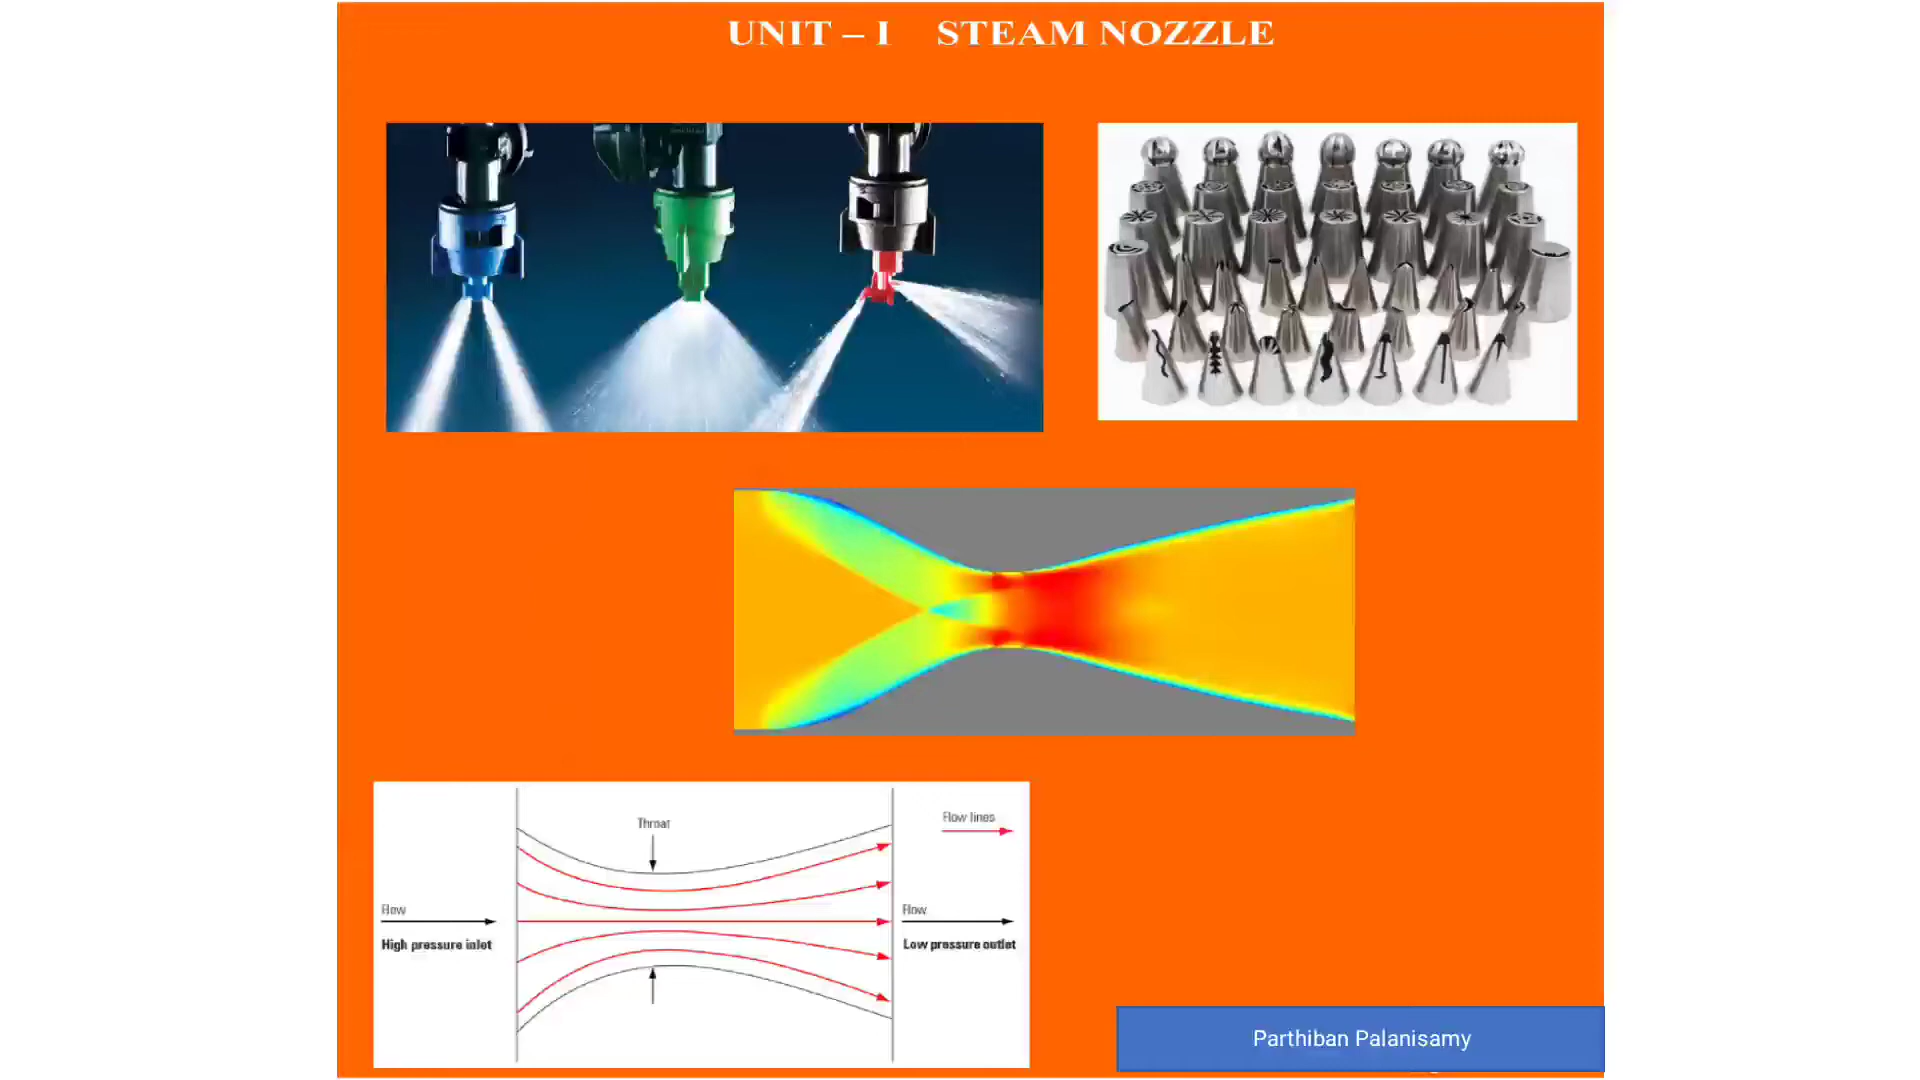 UNIT – I STEAM NOZZLE
Throat
Flow lines
Flow
High pressure inlet
Flow
Low pressure outlet
Parthiban Palanisamy